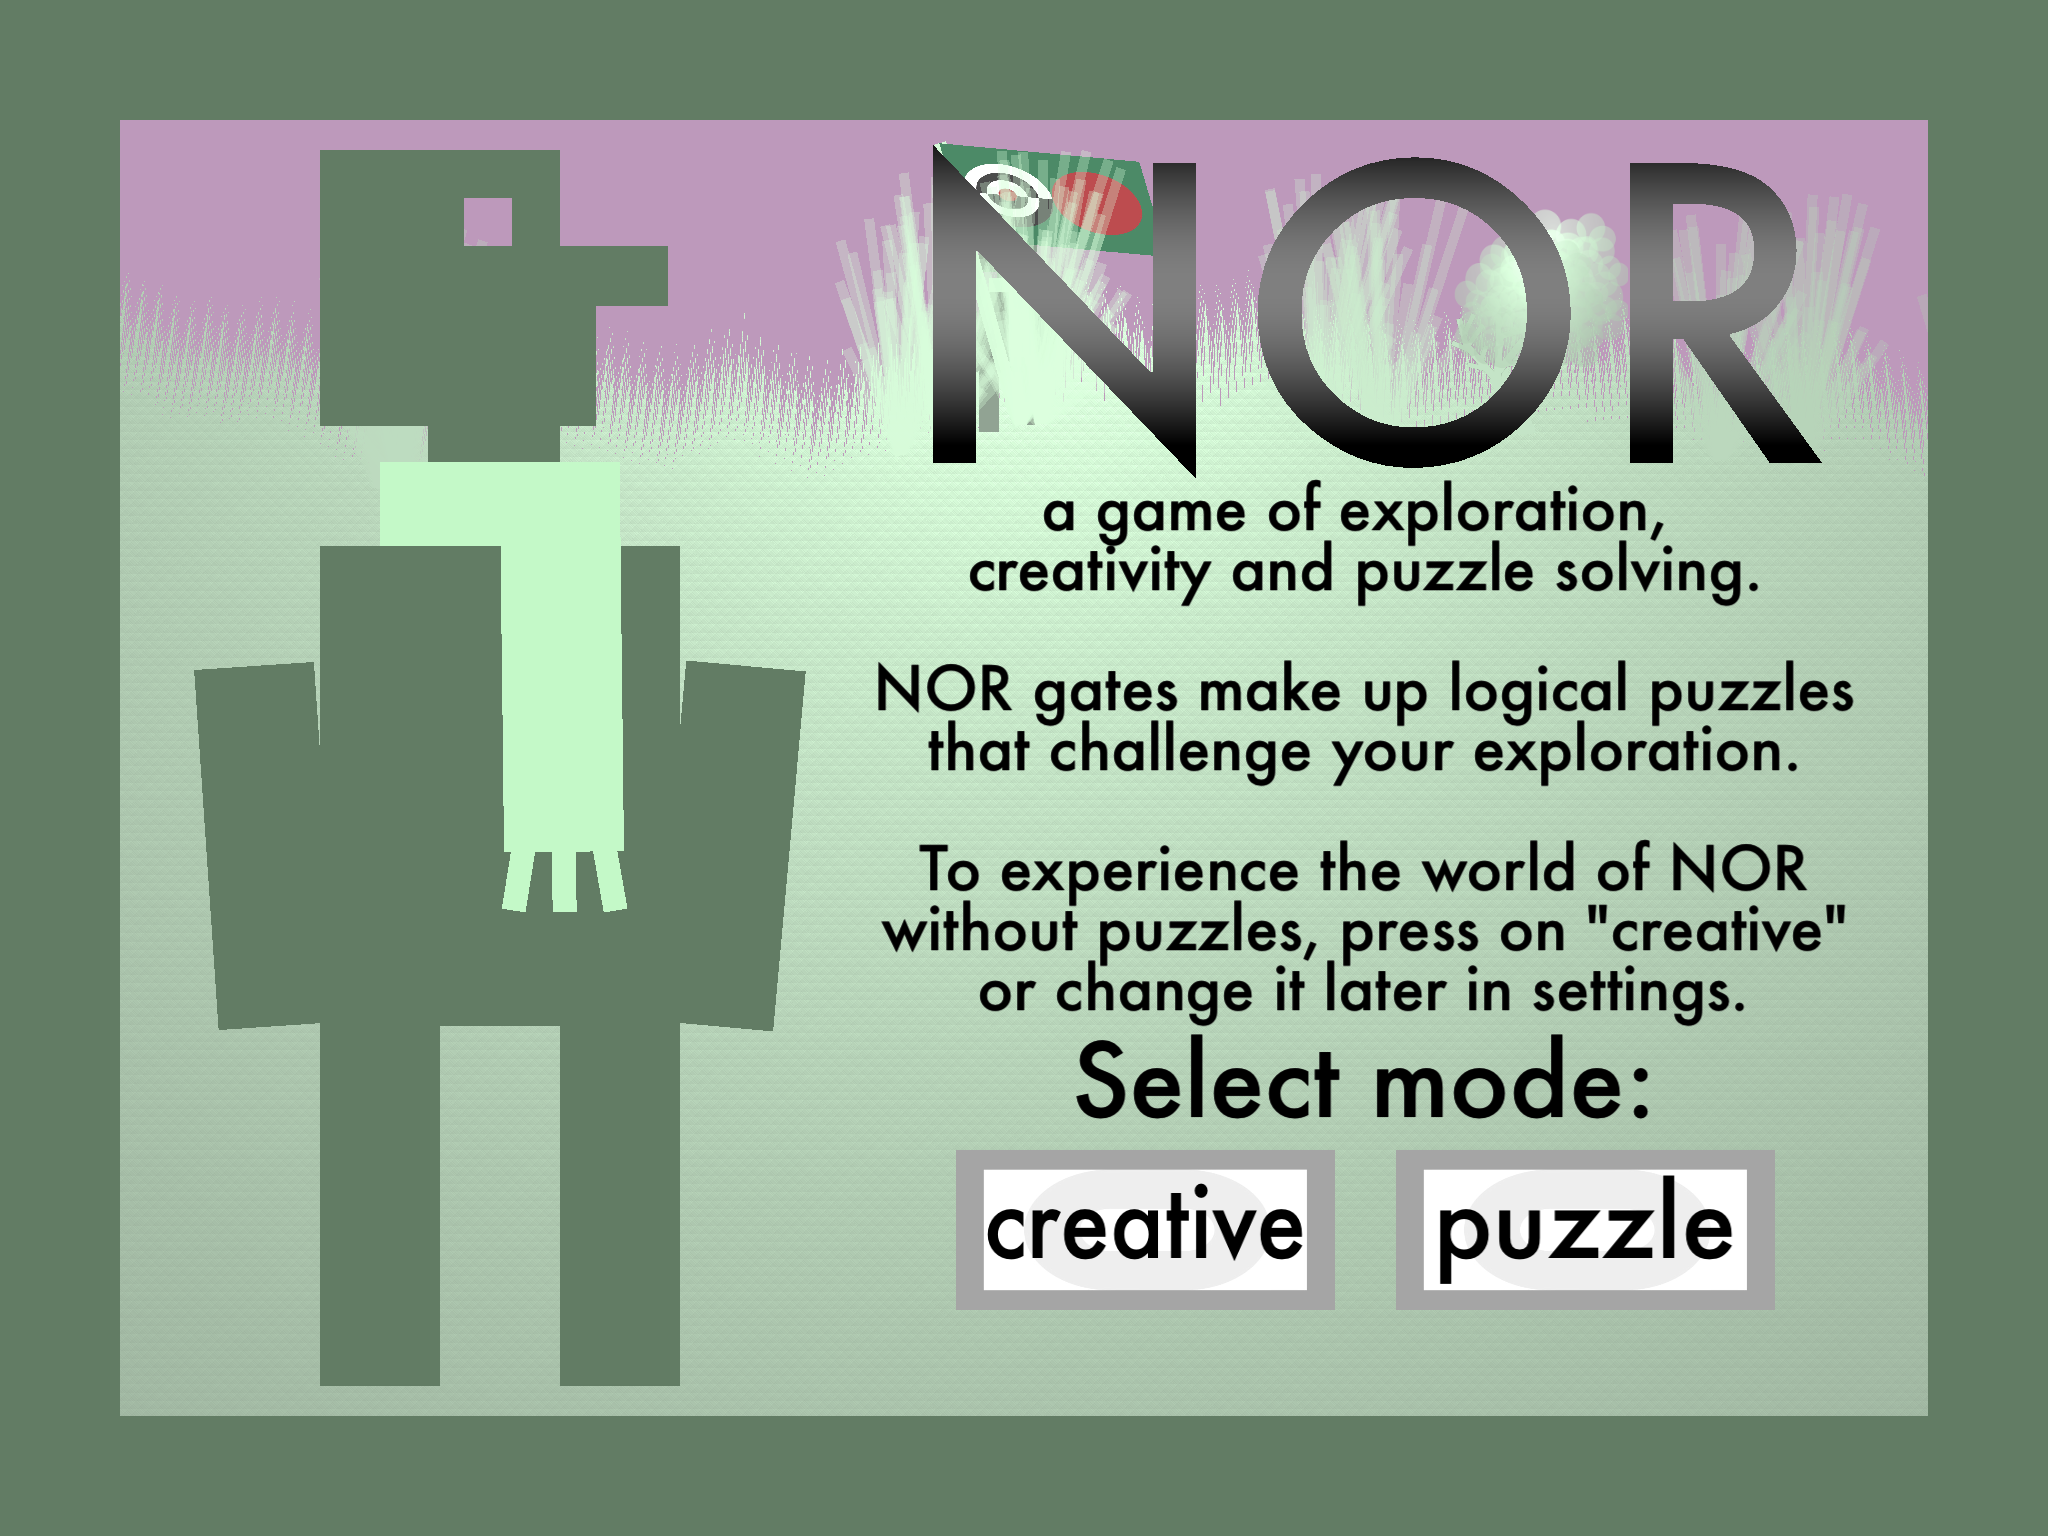 NOR
a game of exploration,
creativity and puzzle solving.
NOR gates make up logical puzzles
that challenge your exploration.
To experience the world of NOR
without puzzles, press on "creative"
or change it later in settings.
Select mode:
creative puzzle